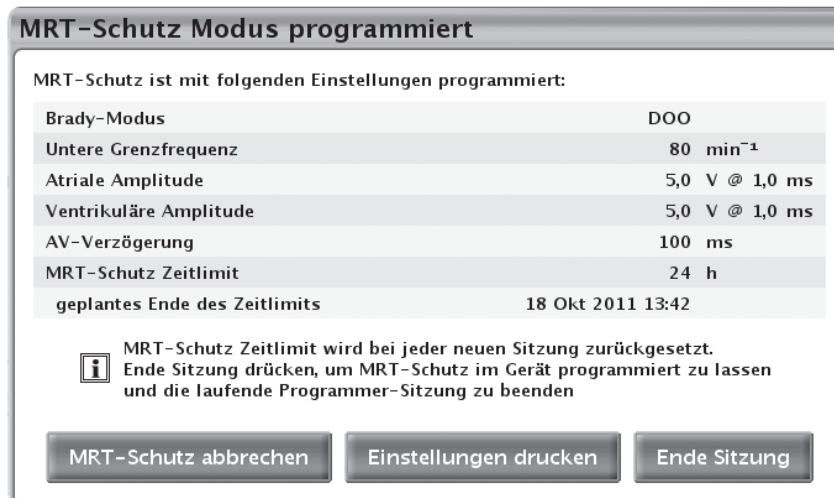 MRT-Schutz Modus programmiert
MRT-Schutz ist mit folgenden Einstellungen programmiert:
Brady-Modus DOO
Untere Grenzfrequenz 80 min⁻¹
Atriale Amplitude 5,0 V @ 1,0 ms
Ventrikuläre Amplitude 5,0 V @ 1,0 ms
AV-Verzögerung 100 ms
MRT-Schutz Zeitlimit 24 h
geplantes Ende des Zeitlimits 18 Okt 2011 13:42
i MRT-Schutz Zeitlimit wird bei jeder neuen Sitzung zurückgesetzt.
Ende Sitzung drücken, um MRT-Schutz im Gerät programmiert zu lassen
und die laufende Programmer-Sitzung zu beenden
MRT-Schutz abbrechen Einstellungen drucken Ende Sitzung